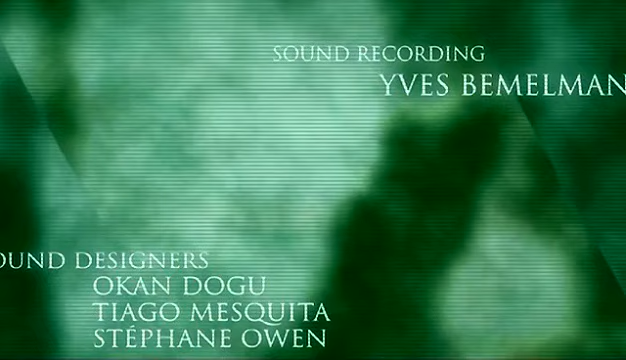 SOUND RECORDING
YVES BEMELMAN
OUND DESIGNERS
OKAN DOGU
TIAGO MESQUITA
STÉPHANE OWEN